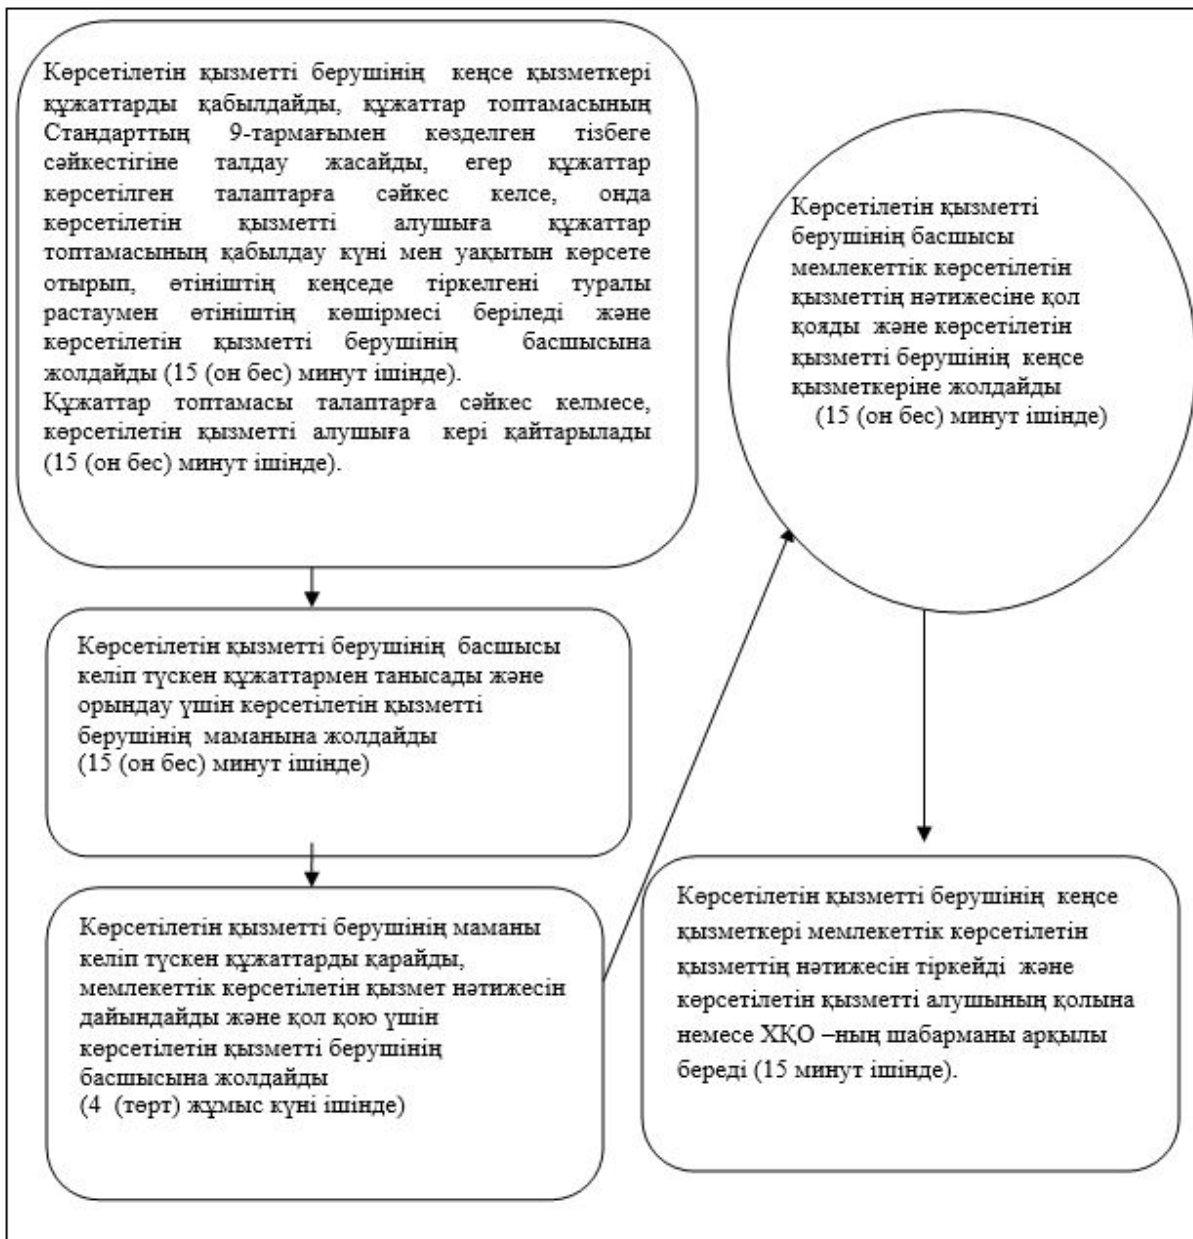 Көрсетілетін қызметті берушінің кеңсе қызметкері
құжаттарды қабылдайды, құжаттар топтамасының
Стандарттың 9-тармағымен көзделген тізбеге
сәйкестігіне талдау жасайды, егер құжаттар
көрсетілген талаптарға сәйкес келсе, онда
көрсетілетін қызметті алушыға құжаттар
топтамасының қабылдау күні мен уақытын көрсете
отырып, өтініштің кеңседе тіркелгені туралы
растаумен өтініштің көшірмесі беріледі және
көрсетілетін қызметті берушінің басшысына
жолдайды (15 (он бес) минут ішінде).
Құжаттар топтамасы талаптарға сәйкес келмесе,
көрсетілетін қызметті алушыға кері қайтарылады
(15 (он бес) минут ішінде).
Көрсетілетін қызметті берушінің басшысы
келіп түскен құжаттармен танысады және
орындау үшін көрсетілетін қызметті
берушінің маманына жолдайды
(15 (он бес) минут ішінде)
Көрсетілетін қызметті берушінің маманы
келіп түскен құжаттарды қарайды,
мемлекеттік көрсетілетін қызмет нәтижесін
дайындайды және қол қою үшін
көрсетілетін қызметті берушінің
басшысына жолдайды
(4 (төрт) жұмыс күні ішінде)
Көрсетілетін қызметті
берушінің басшысы
мемлекеттік көрсетілетін
қызметтің нәтижесіне қол
қояды және көрсетілетін
қызметті берушінің кеңсе
қызметкеріне жолдайды
(15 (он бес) минут ішінде)
Көрсетілетін қызметті берушінің кеңсе
қызметкері мемлекеттік көрсетілетін
қызметтің нәтижесін тіркейді және
көрсетілетін қызметті алушының қолына
немесе ХҚО –ның шабарманы арқылы
береді (15 минут ішінде).